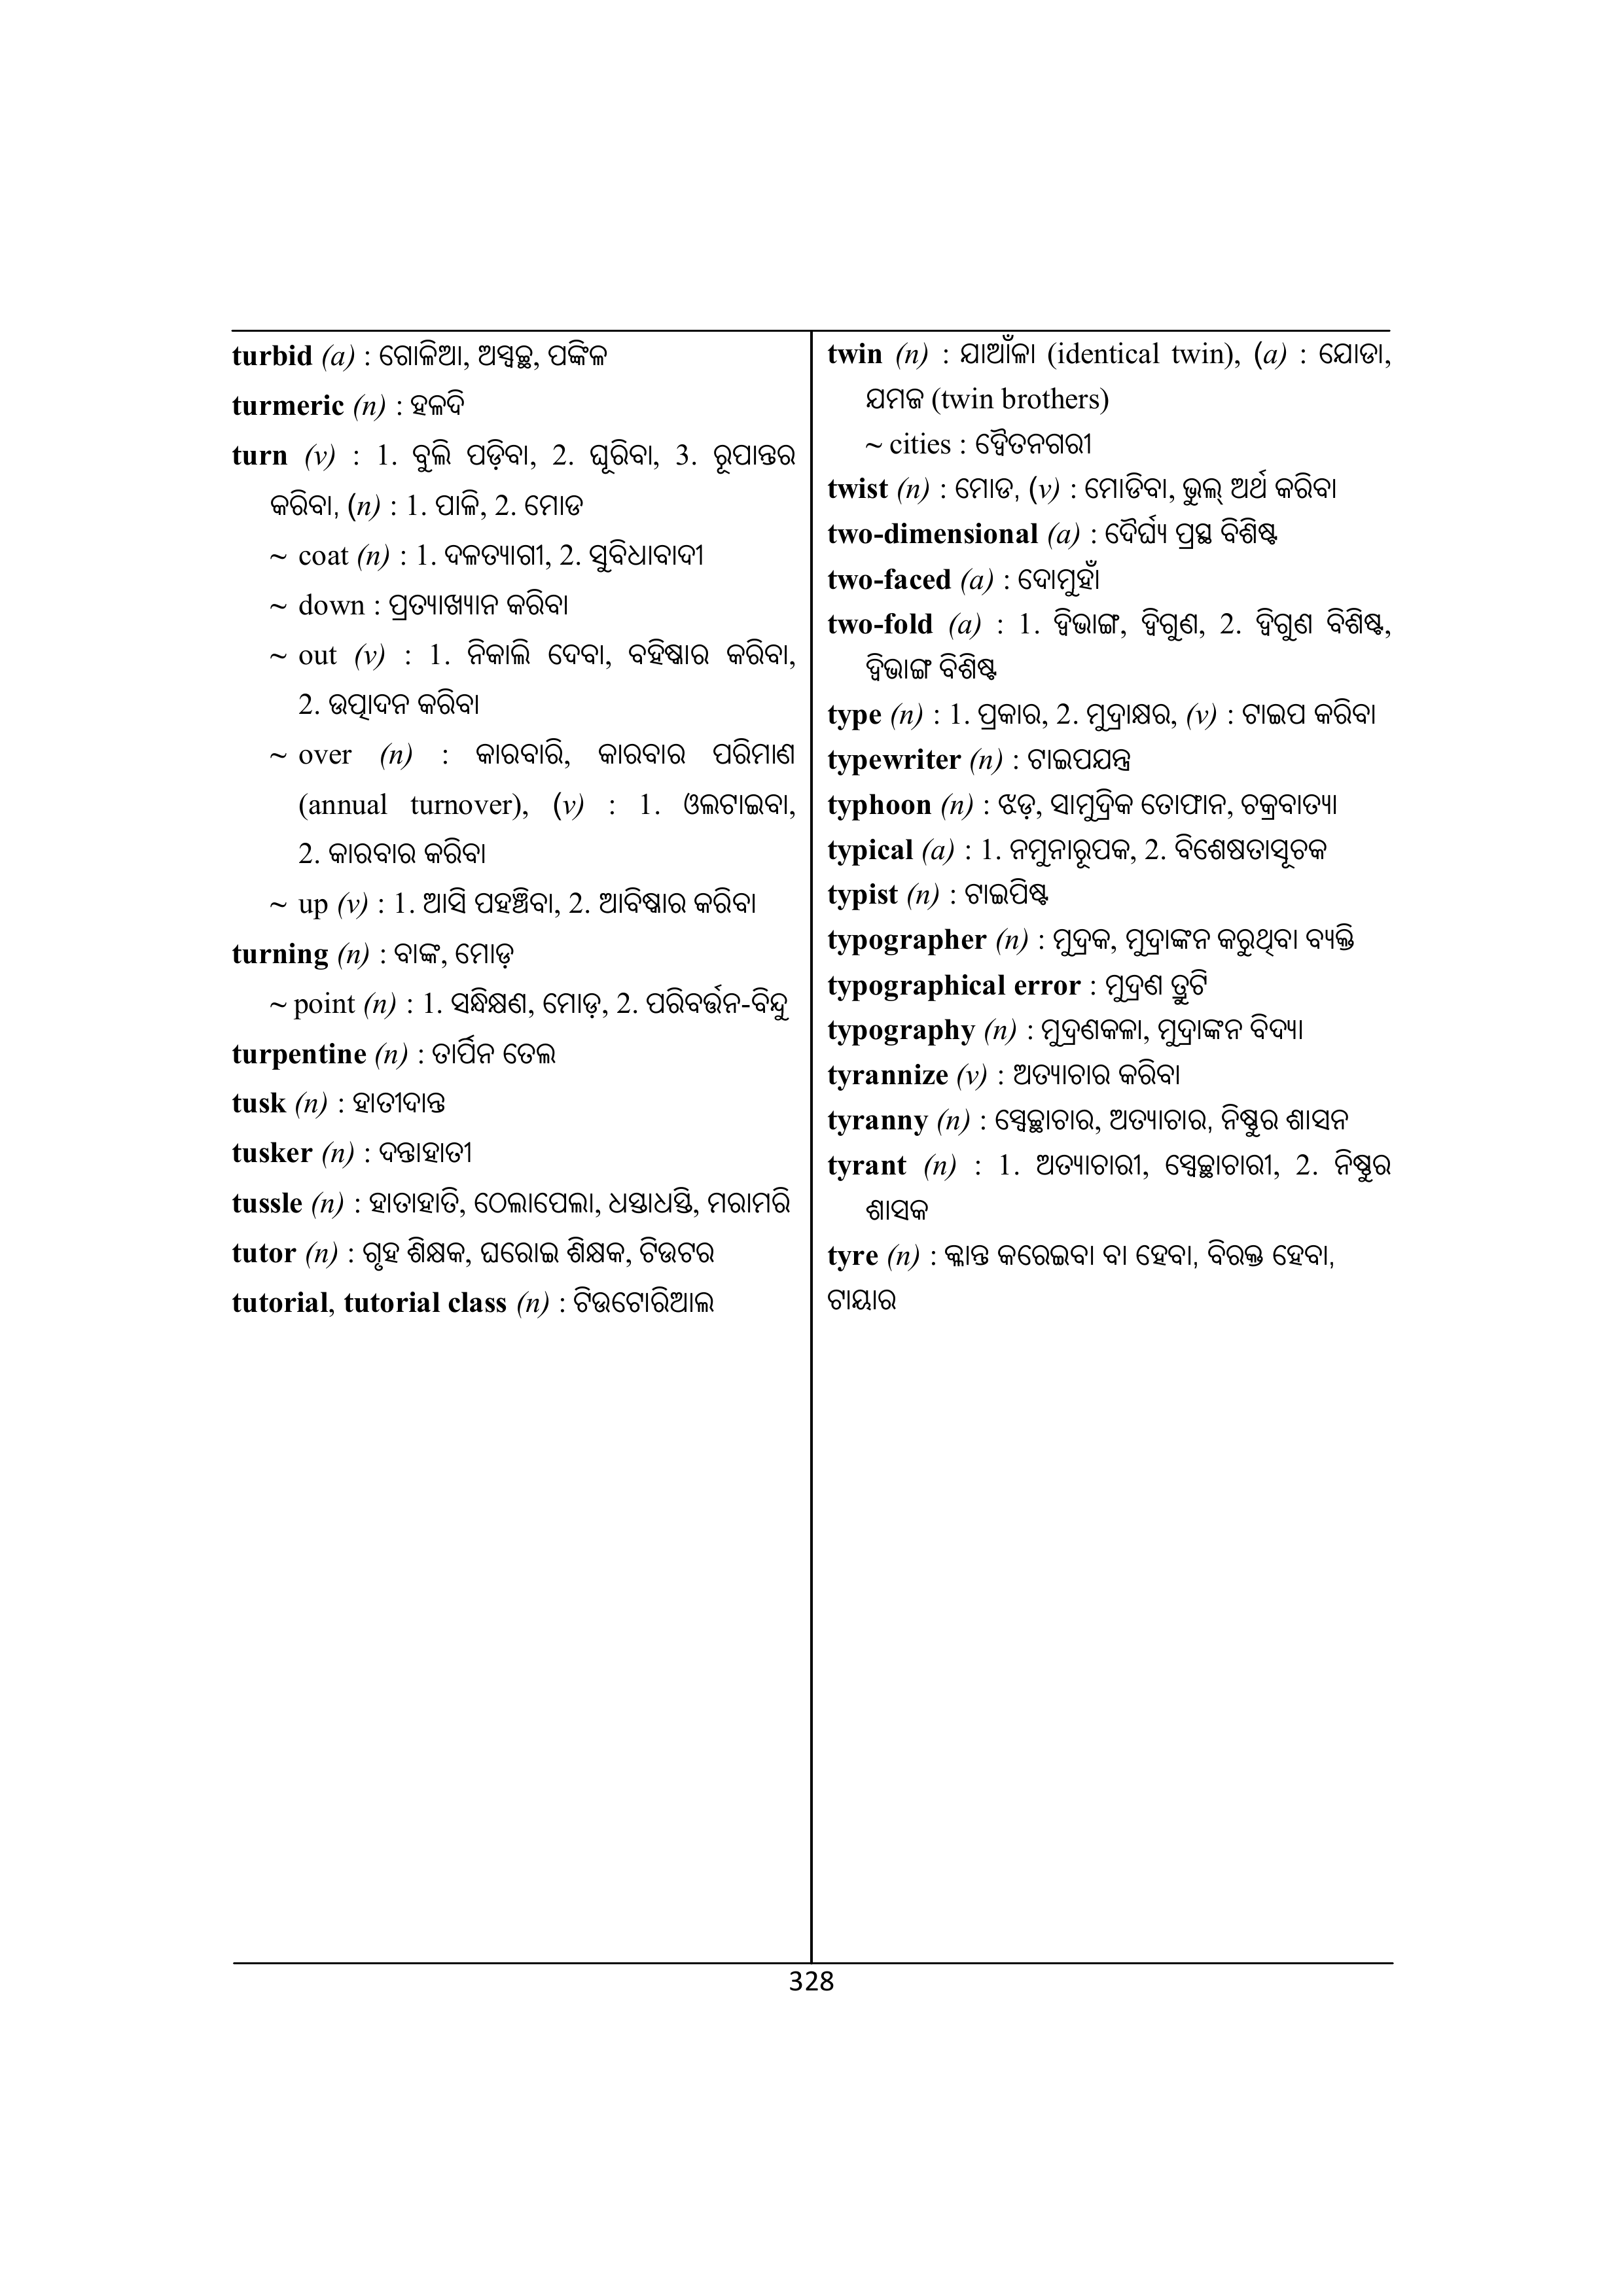 turbid (a) : ଗୋଳିଆ, ଅସ୍ୱଚ୍ଛ, ପଙ୍କିଳ
turmeric (n) : ହଳଦି
turn (v) : 1. ବୁଲି ପଡ଼ିବା, 2. ଘୂରିବା, 3. ରୂପାନ୍ତର
କରିବା, (n) : 1. ପାଳି, 2. ମୋଡ
~ coat (n) : 1. ଦଳତ୍ୟାଗୀ, 2. ସୁବିଧାବାଦୀ
~ down : ପ୍ରତ୍ୟାଖ୍ୟାନ କରିବା
~ out (v) : 1. ନିକାଲି ଦେବା, ବହିଷ୍କାର କରିବା,
2. ଉତ୍ପାଦନ କରିବା
~ over (n) : କାରବାରି, କାରବାର ପରିମାଣ
(annual turnover), (v) : 1. ଓଲଟାଇବା,
2. କାରବାର କରିବା
~ up (v) : 1. ଆସି ପହଞ୍ଚିବା, 2. ଆବିଷ୍କାର କରିବା
turning (n) : ବାଙ୍କ, ମୋଡ଼
~ point (n) : 1. ସନ୍ଧିକ୍ଷଣ, ମୋଡ଼, 2. ପରିବର୍ତ୍ତନ-ବିନ୍ଦୁ
turpentine (n) : ତାର୍ପିନ ତେଲ
tusk (n) : ହାତୀଦାନ୍ତ
tusker (n) : ଦନ୍ତାହାତୀ
tussle (n) : ହାତାହାତି, ଠେଲାପେଲା, ଧସ୍ତାଧସ୍ତି, ମରାମରି
tutor (n) : ଗୃହ ଶିକ୍ଷକ, ଘରୋଇ ଶିକ୍ଷକ, ଟିଉଟର
tutorial, tutorial class (n) : ଟିଉଟୋରିଆଲ
twin (n) : ଯାଆଁଳା (identical twin), (a) : ଯୋଡା,
ଯମଜ (twin brothers)
~ cities : ଦ୍ୱୈତନଗରୀ
twist (n) : ମୋଡ, (v) : ମୋଡିବା, ଭୁଲ୍ ଅର୍ଥ କରିବା
two-dimensional (a) : ଦୈର୍ଘ୍ୟ ପ୍ରସ୍ଥ ବିଶିଷ୍ଟ
two-faced (a) : ଦୋମୁହାଁ
two-fold (a) : 1. ଦ୍ୱିଭାଙ୍ଗ, ଦ୍ୱିଗୁଣ, 2. ଦ୍ୱିଗୁଣ ବିଶିଷ୍ଟ,
ଦ୍ୱିଭାଙ୍ଗ ବିଶିଷ୍ଟ
type (n) : 1. ପ୍ରକାର, 2. ମୁଦ୍ରାକ୍ଷର, (v) : ଟାଇପ କରିବା
typewriter (n) : ଟାଇପଯନ୍ତ୍ର
typhoon (n) : ଝଡ଼, ସାମୁଦ୍ରିକ ତୋଫାନ, ଚକ୍ରବାତ୍ୟା
typical (a) : 1. ନମୁନାରୂପକ, 2. ବିଶେଷତାସୂଚକ
typist (n) : ଟାଇପିଷ୍ଟ
typographer (n) : ମୁଦ୍ରକ, ମୁଦ୍ରାଙ୍କନ କରୁଥିବା ବ୍ୟକ୍ତି
typographical error : ମୁଦ୍ରଣ ତ୍ରୁଟି
typography (n) : ମୁଦ୍ରଣକଳା, ମୁଦ୍ରାଙ୍କନ ବିଦ୍ୟା
tyrannize (v) : ଅତ୍ୟାଚାର କରିବା
tyranny (n) : ସ୍ୱେଚ୍ଛାଚାର, ଅତ୍ୟାଚାର, ନିଷ୍ଠୁର ଶାସନ
tyrant (n) : 1. ଅତ୍ୟାଚାରୀ, ସ୍ୱେଚ୍ଛାଚାରୀ, 2. ନିଷ୍ଠୁର
ଶାସକ
tyre (n) : କ୍ଳାନ୍ତ କରେଇବା ବା ହେବା, ବିରକ୍ତ ହେବା,
ଟାୟାର
328